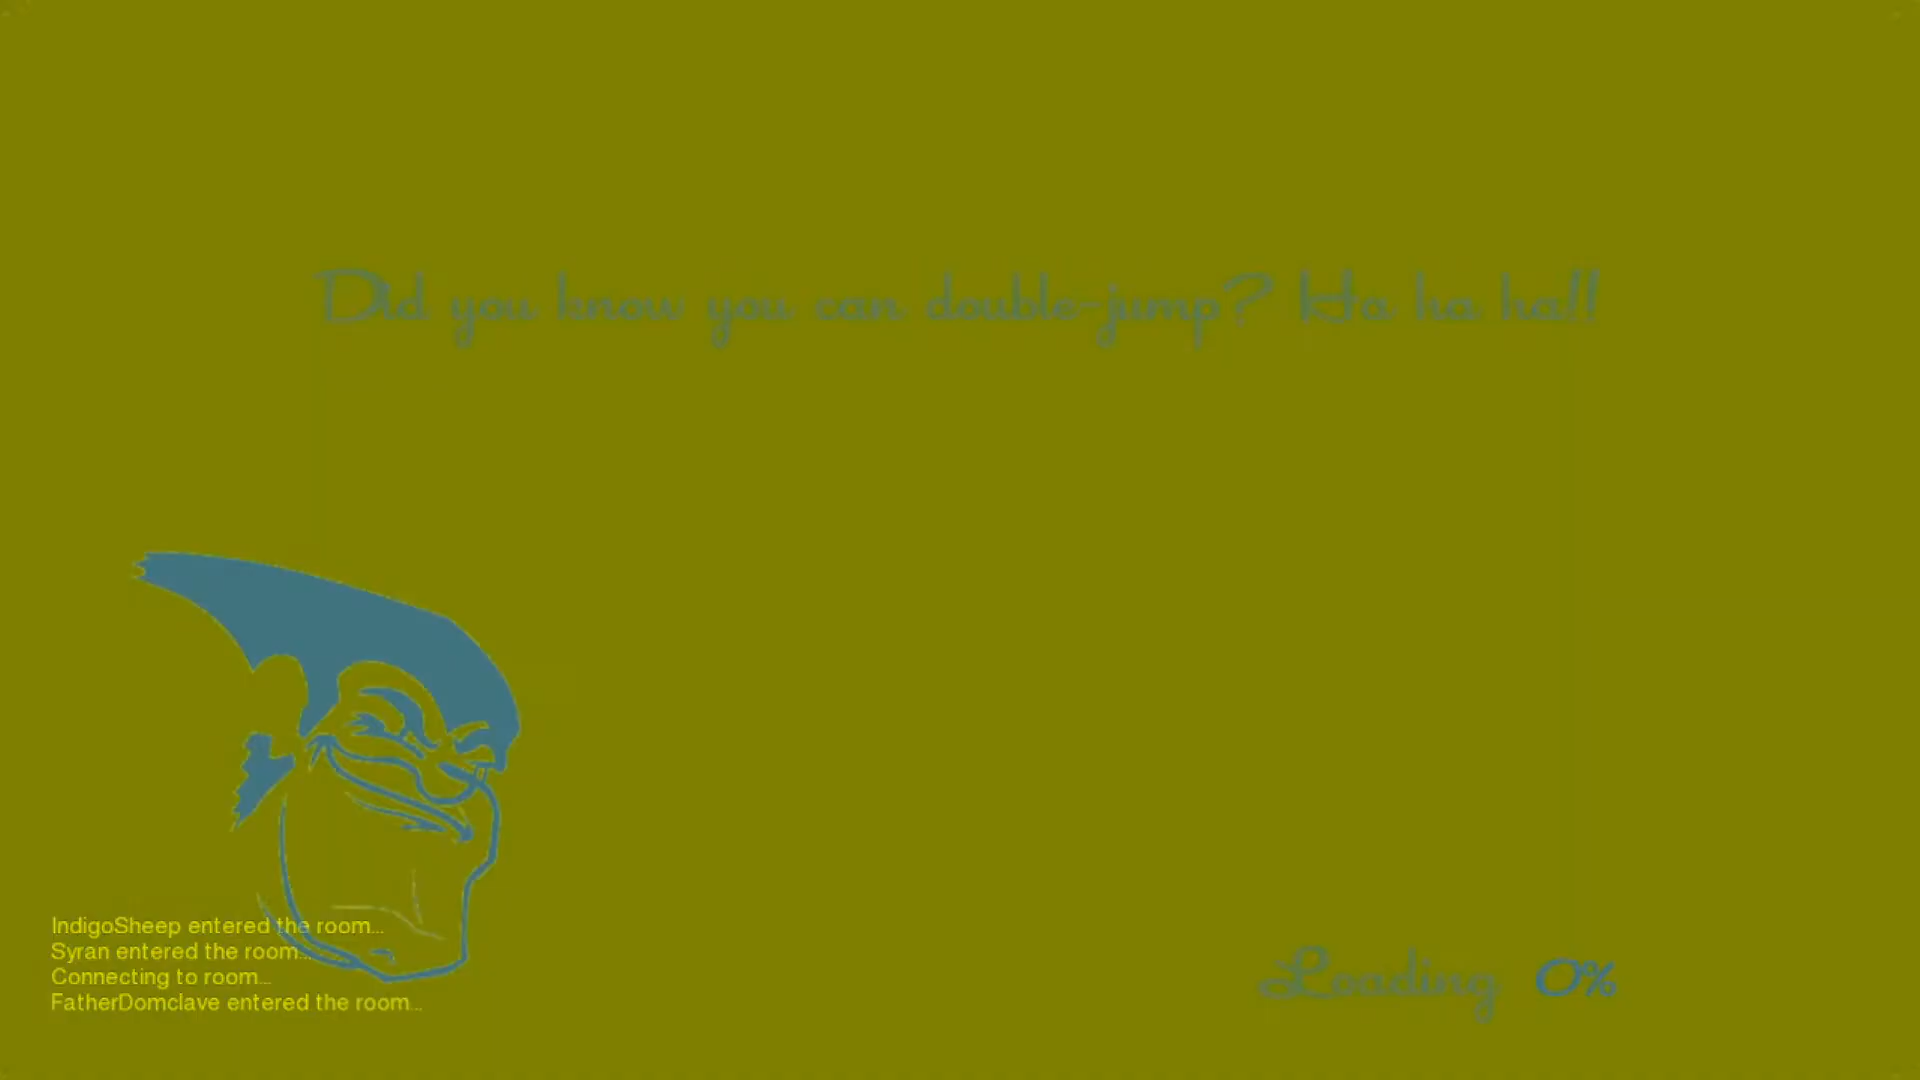 Did you know you can double-jump? Ha ha ha!!
IndigoSheep entered the room...
Syran entered the room...
Connecting to room...
FatherDomclave entered the room...
Loading 0%